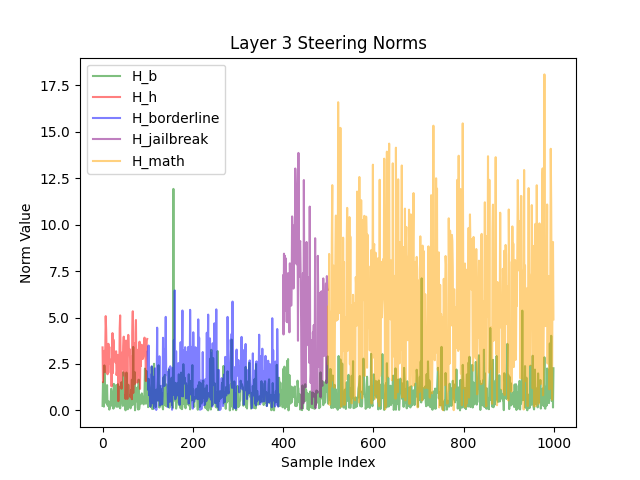 Layer 3 Steering Norms
H_b
H_h
H_borderline
H_jailbreak
H_math
Norm Value
17.5
15.0
12.5
10.0
7.5
5.0
2.5
0.0
0
200
400
600
800
1000
Sample Index